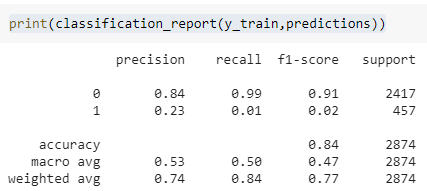 print(classification_report(y_train,predictions))
precision recall f1-score support
0 0.84 0.99 0.91 2417
1 0.23 0.01 0.02 457
accuracy 0.84 2874
macro avg 0.53 0.50 0.47 2874
weighted avg 0.74 0.84 0.77 2874